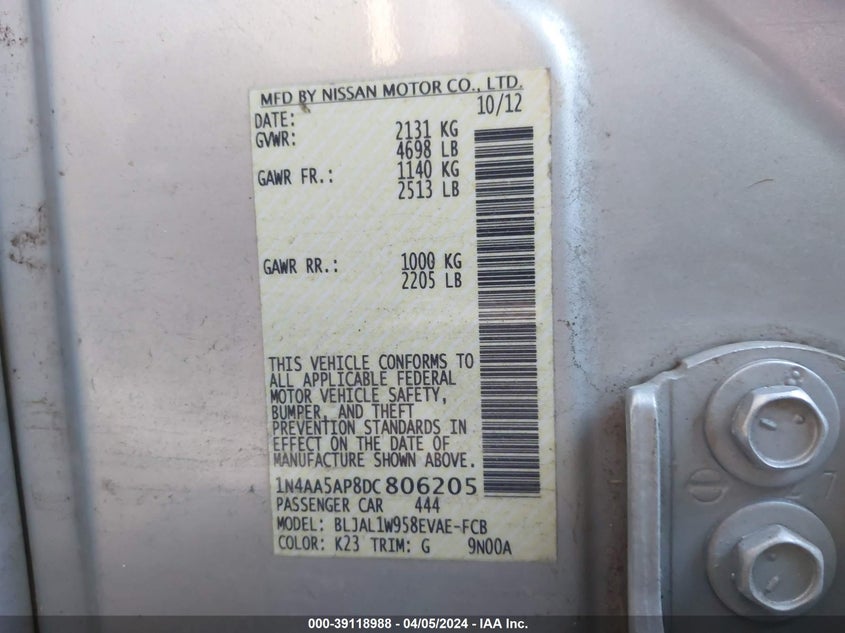 MFD BY NISSAN MOTOR CO., LTD.
DATE: 10/12
GVWR: 2131 KG
4698 LB
GAWR FR.: 1140 KG
2513 LB
GAWR RR.: 1000 KG
2205 LB
THIS VEHICLE CONFORMS TO
ALL APPLICABLE FEDERAL
MOTOR VEHICLE SAFETY,
BUMPER, AND THEFT
PREVENTION STANDARDS IN
EFFECT ON THE DATE OF
MANUFACTURE SHOWN ABOVE.
1N4AA5AP8DC806205
PASSENGER CAR 444
MODEL: BLJAL1W958EVAE-FCB
COLOR: K23 TRIM: G 9N00A
8
7
000-39118988 - 04/05/2024 - IAA Inc.